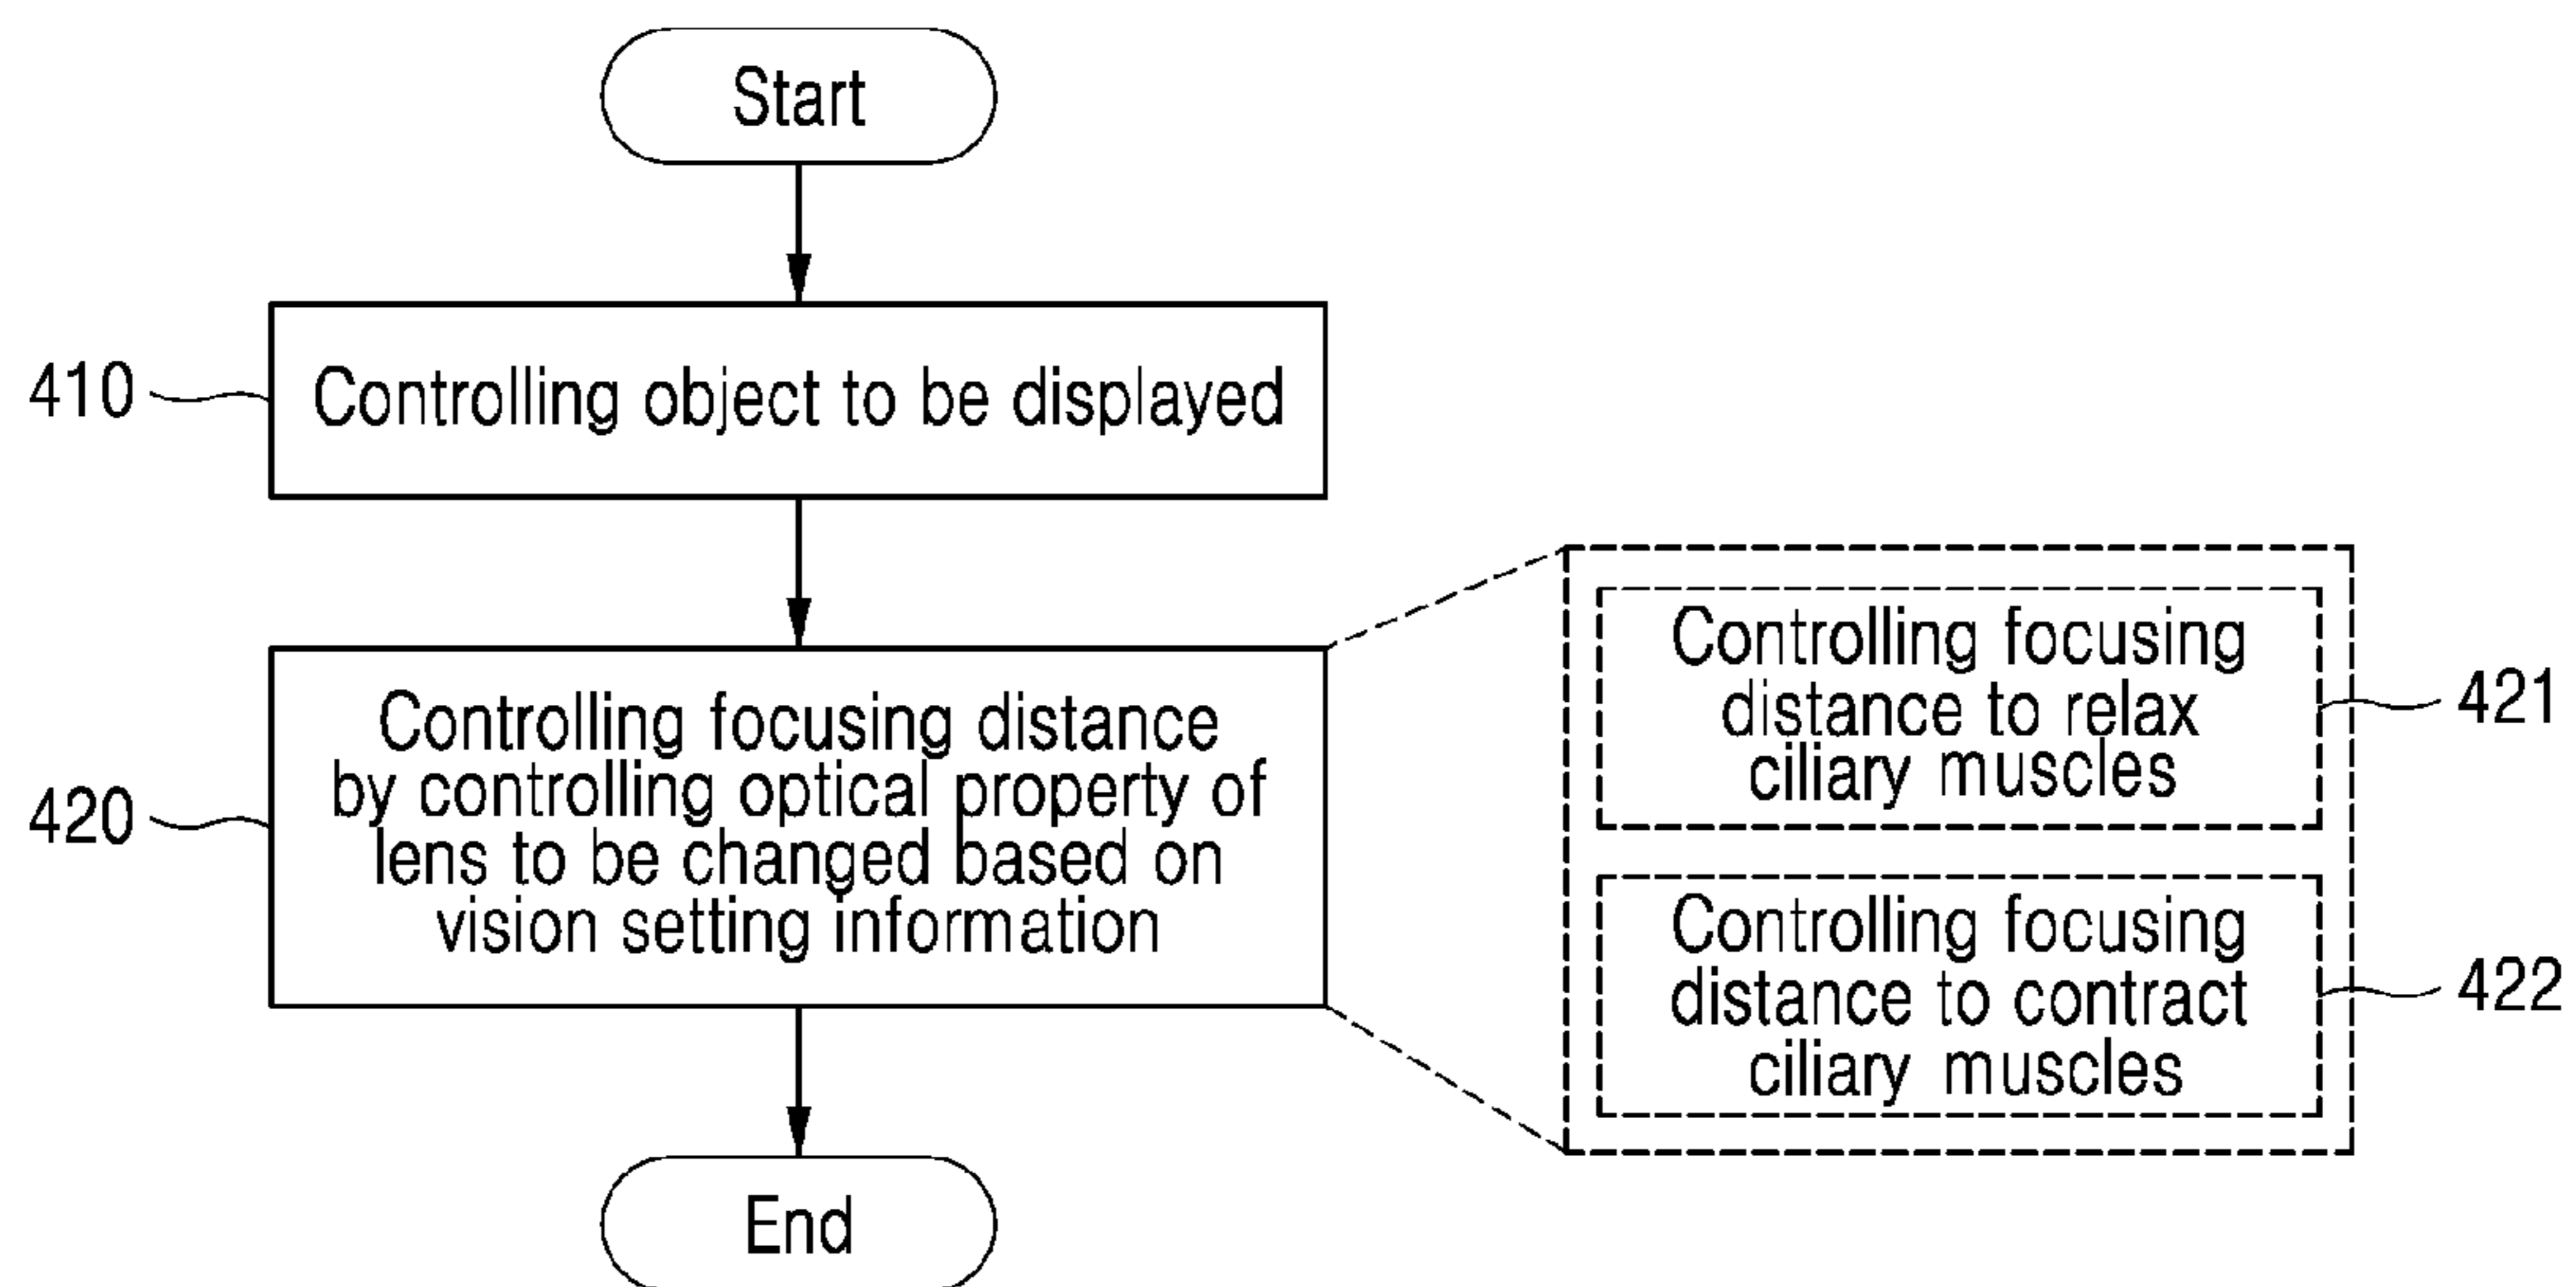 Start
410
Controlling object to be displayed
420
Controlling focusing distance
by controlling optical property of
lens to be changed based on
vision setting information
Controlling focusing
distance to relax
ciliary muscles
421
Controlling focusing
distance to contract
ciliary muscles
422
End